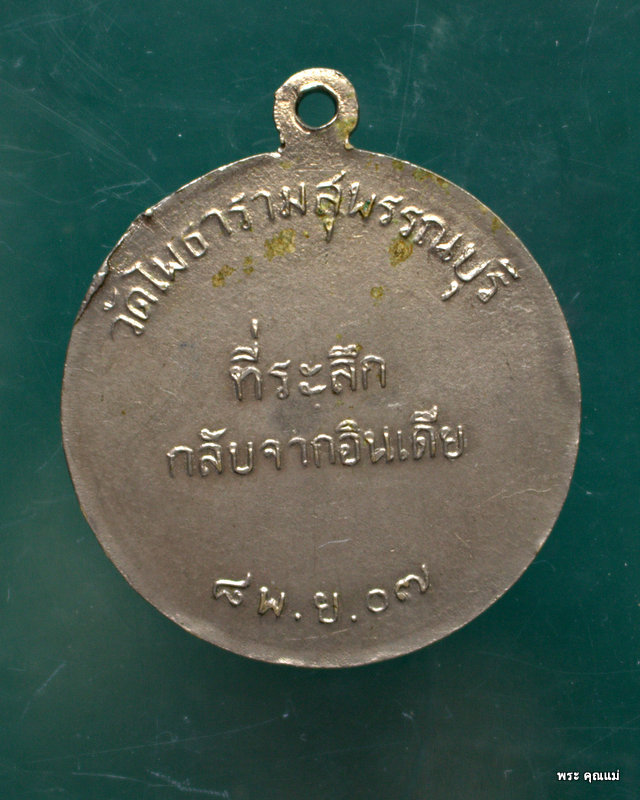 วัดไพธารามสุพรรณบุรี
ที่ระลึก
กลับจากอินเดีย
๘ พ.ย.๐๗
พระ คุณแม่